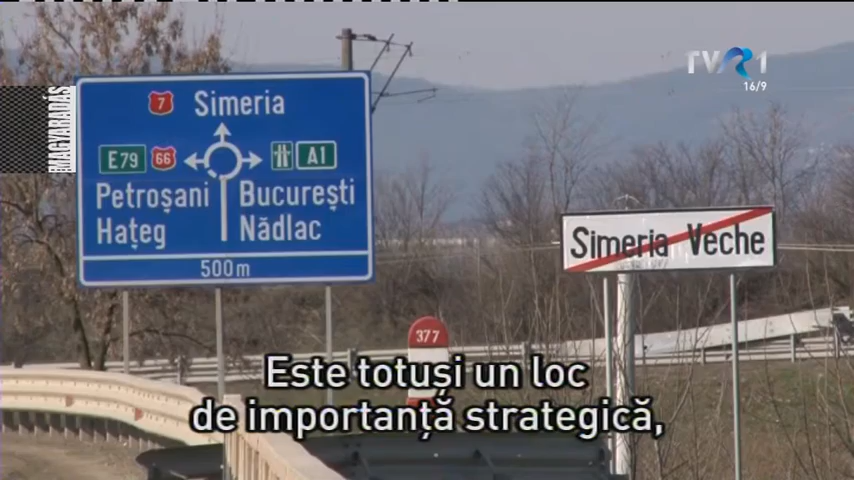 TVR1
16/9
MAGYARADÁS
7 Simeria
E79 66 A1
Petroșani București
Hațeg Nădlac
500 m
Simeria Veche
377
Este totuși un loc
de importanță strategică,